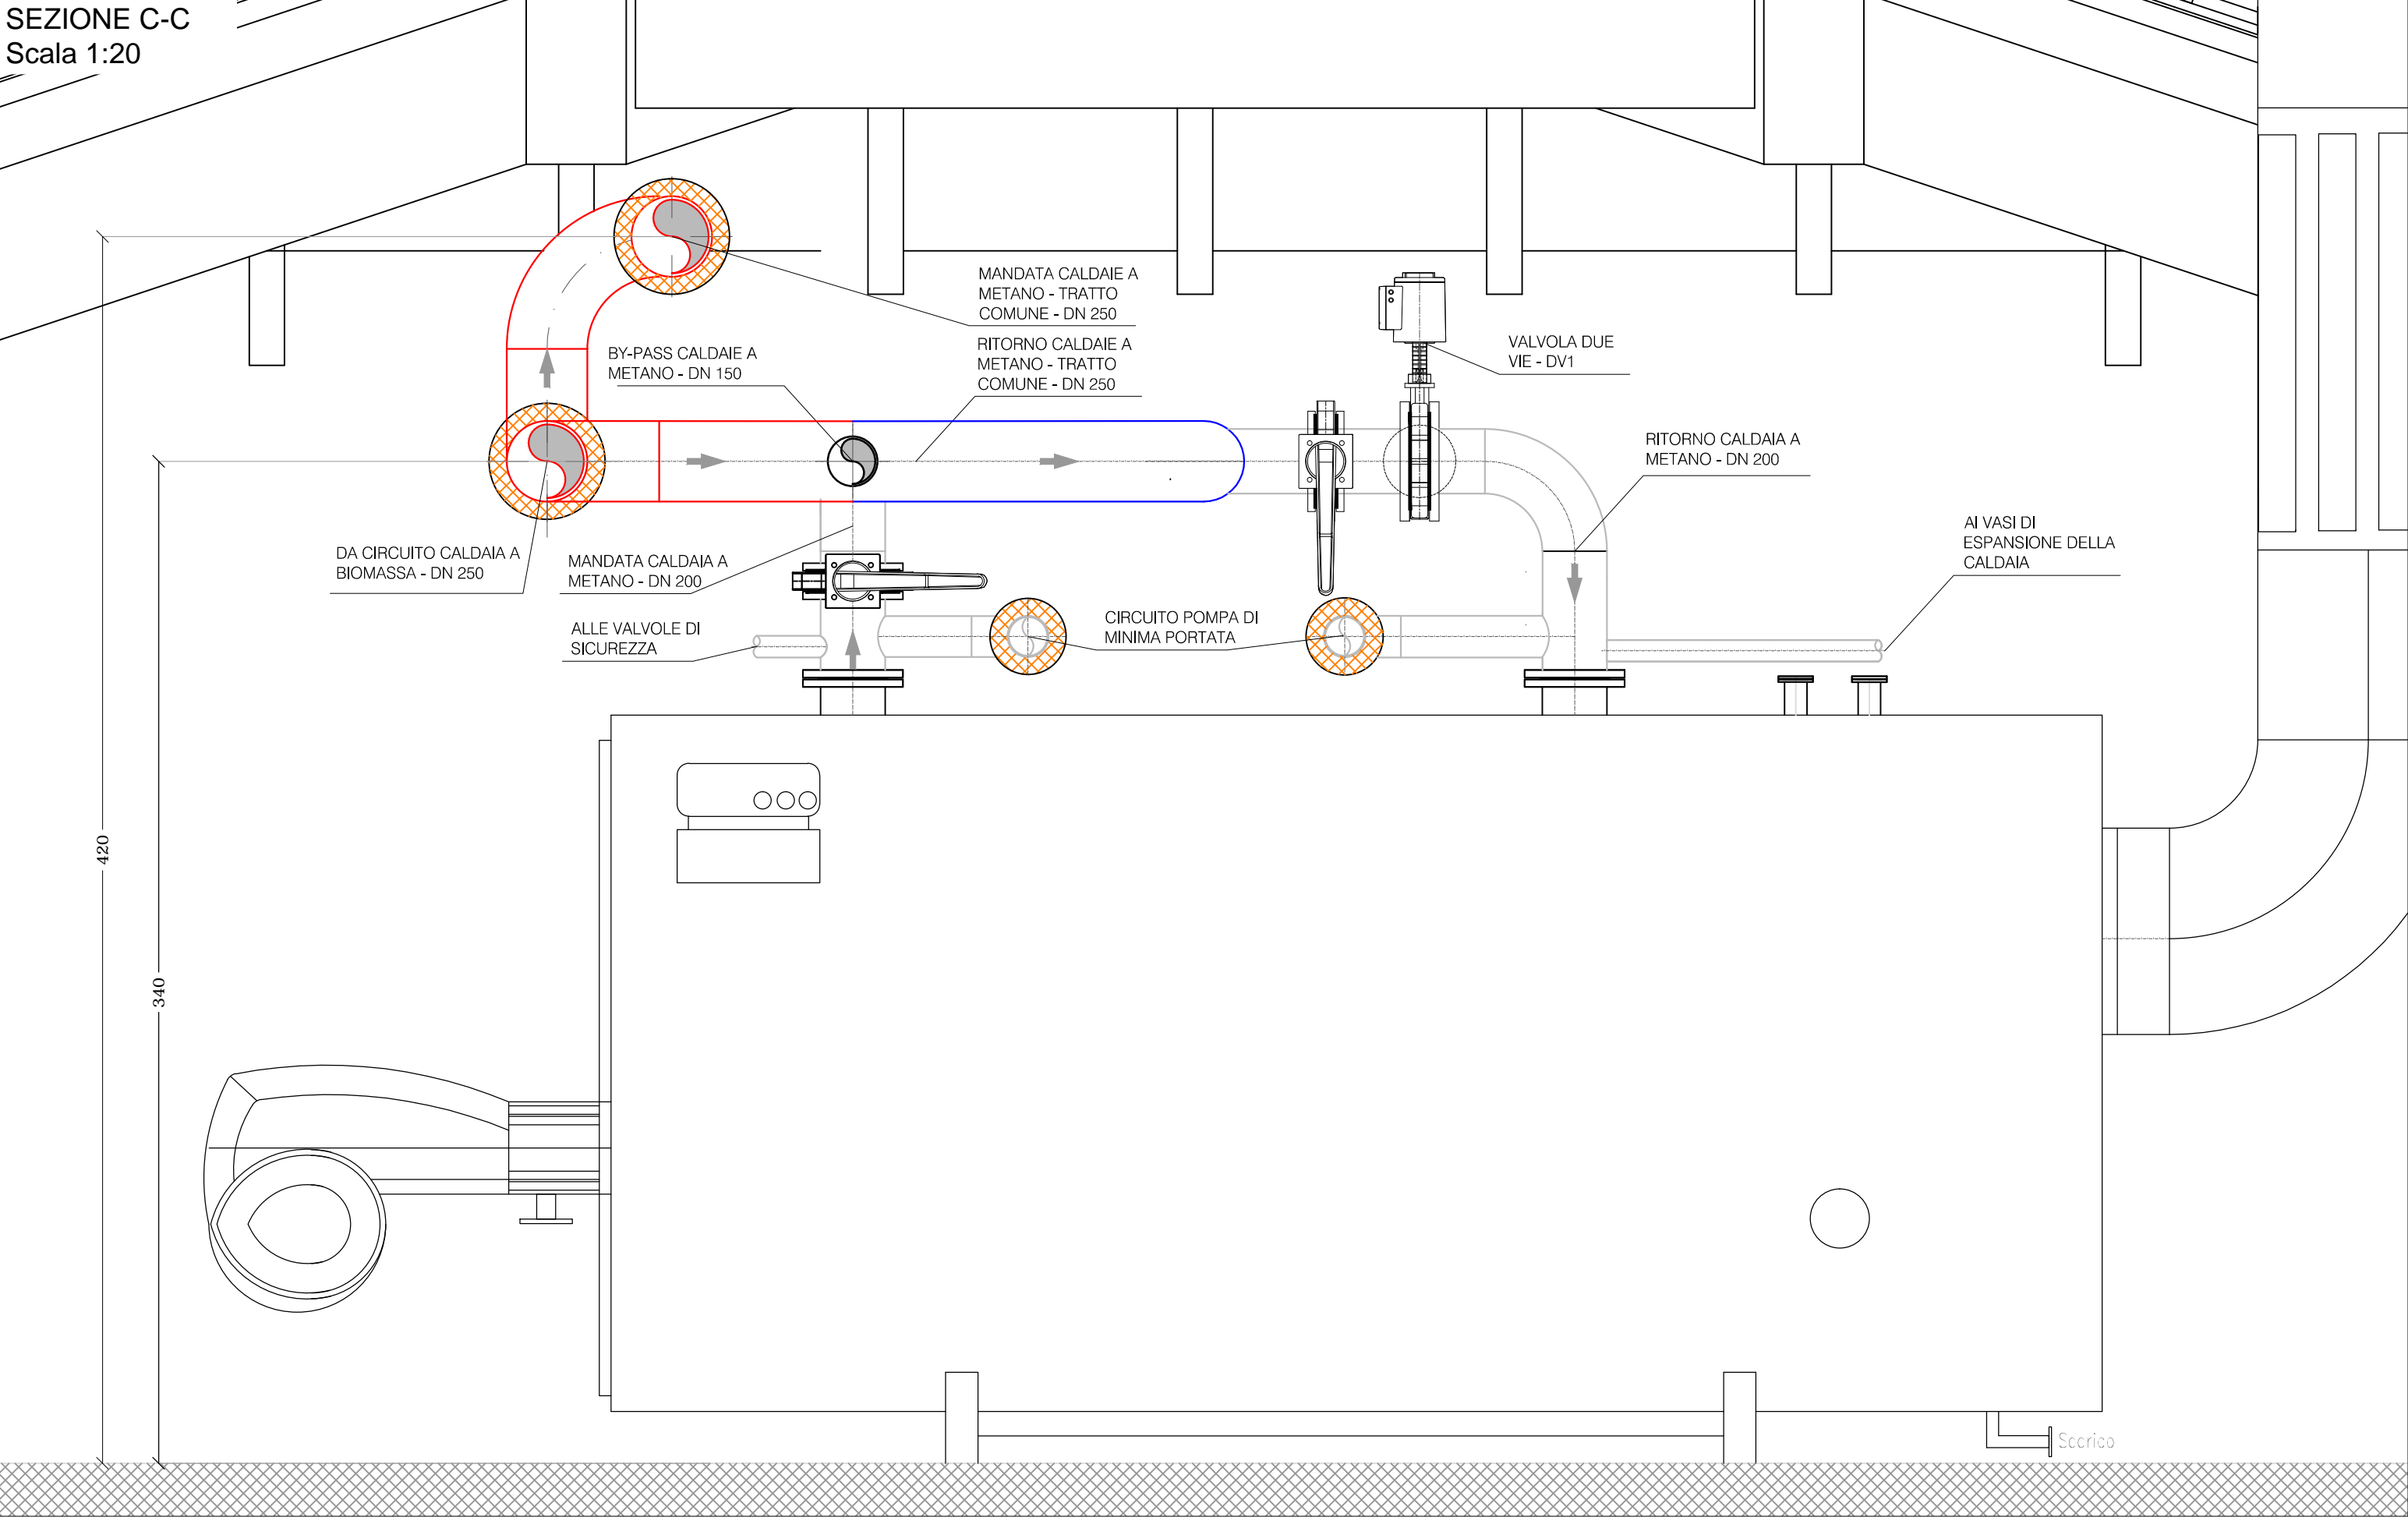 SEZIONE C-C
Scala 1:20
MANDATA CALDAIE A
METANO - TRATTO
COMUNE - DN 250
RITORNO CALDAIE A
METANO - TRATTO
COMUNE - DN 250
BY-PASS CALDAIE A
METANO - DN 150
VALVOLA DUE
VIE - DV1
RITORNO CALDAIA A
METANO - DN 200
DA CIRCUITO CALDAIA A
BIOMASSA - DN 250
MANDATA CALDAIA A
METANO - DN 200
AI VASI DI
ESPANSIONE DELLA
CALDAIA
ALLE VALVOLE DI
SICUREZZA
CIRCUITO POMPA DI
MINIMA PORTATA
420
340
Scarico